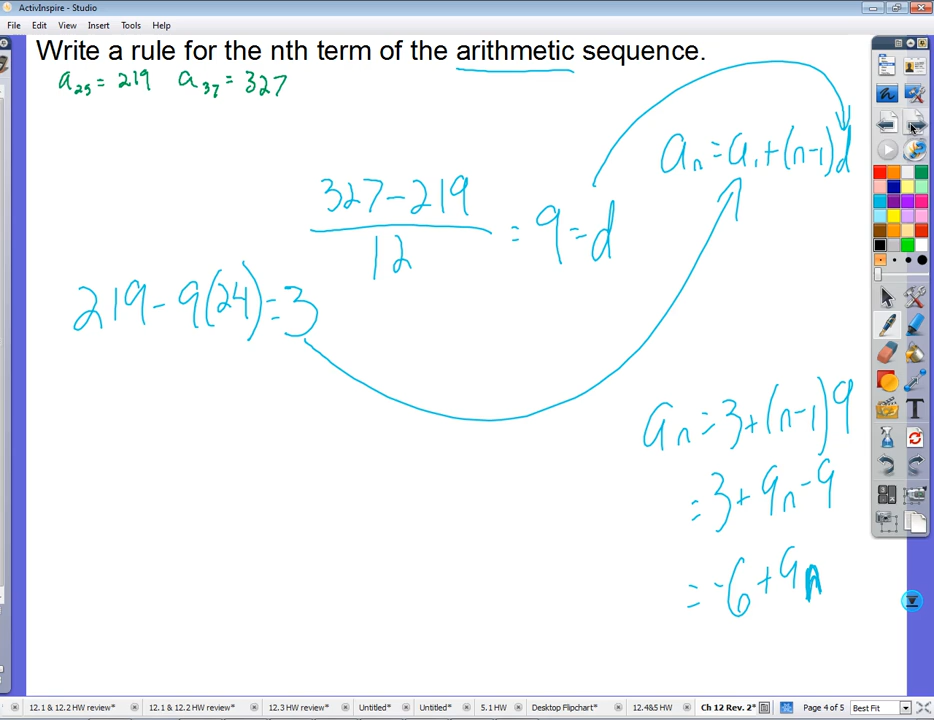 ActivInspire - Studio
File Edit View Insert Tools Help
Write a rule for the nth term of the arithmetic sequence.
a₂₅ = 219 a₃₇ = 327
aₙ = a₁ + (n-1)d
327 - 219
12
= 9 = d
219 - 9(24) = 3
aₙ = 3 + (n-1)9
= 3 + 9n - 9
= -6 + 9n
12.1 & 12.2 HW review* 12.1 & 12.2 HW review* 12.3 HW review* Untitled* Untitled* 5.1 HW Desktop Flipchart* 12.4&5 HW Ch 12 Rev. 2* Page 4 of 5 Best Fit